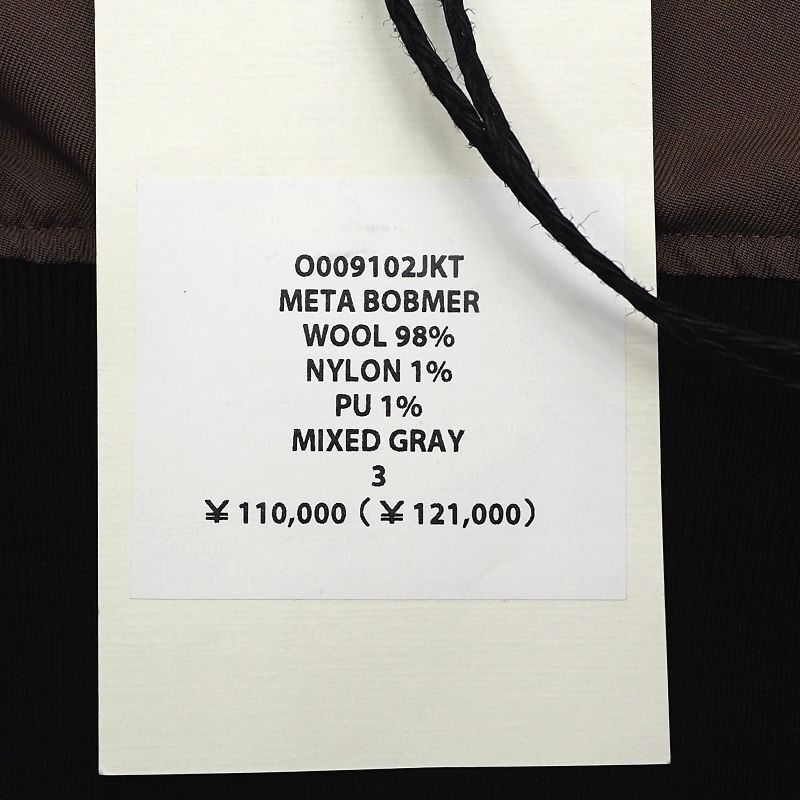 O009102JKT
META BOBMER
WOOL 98%
NYLON 1%
PU 1%
MIXED GRAY
3
¥ 110,000 ( ¥ 121,000)